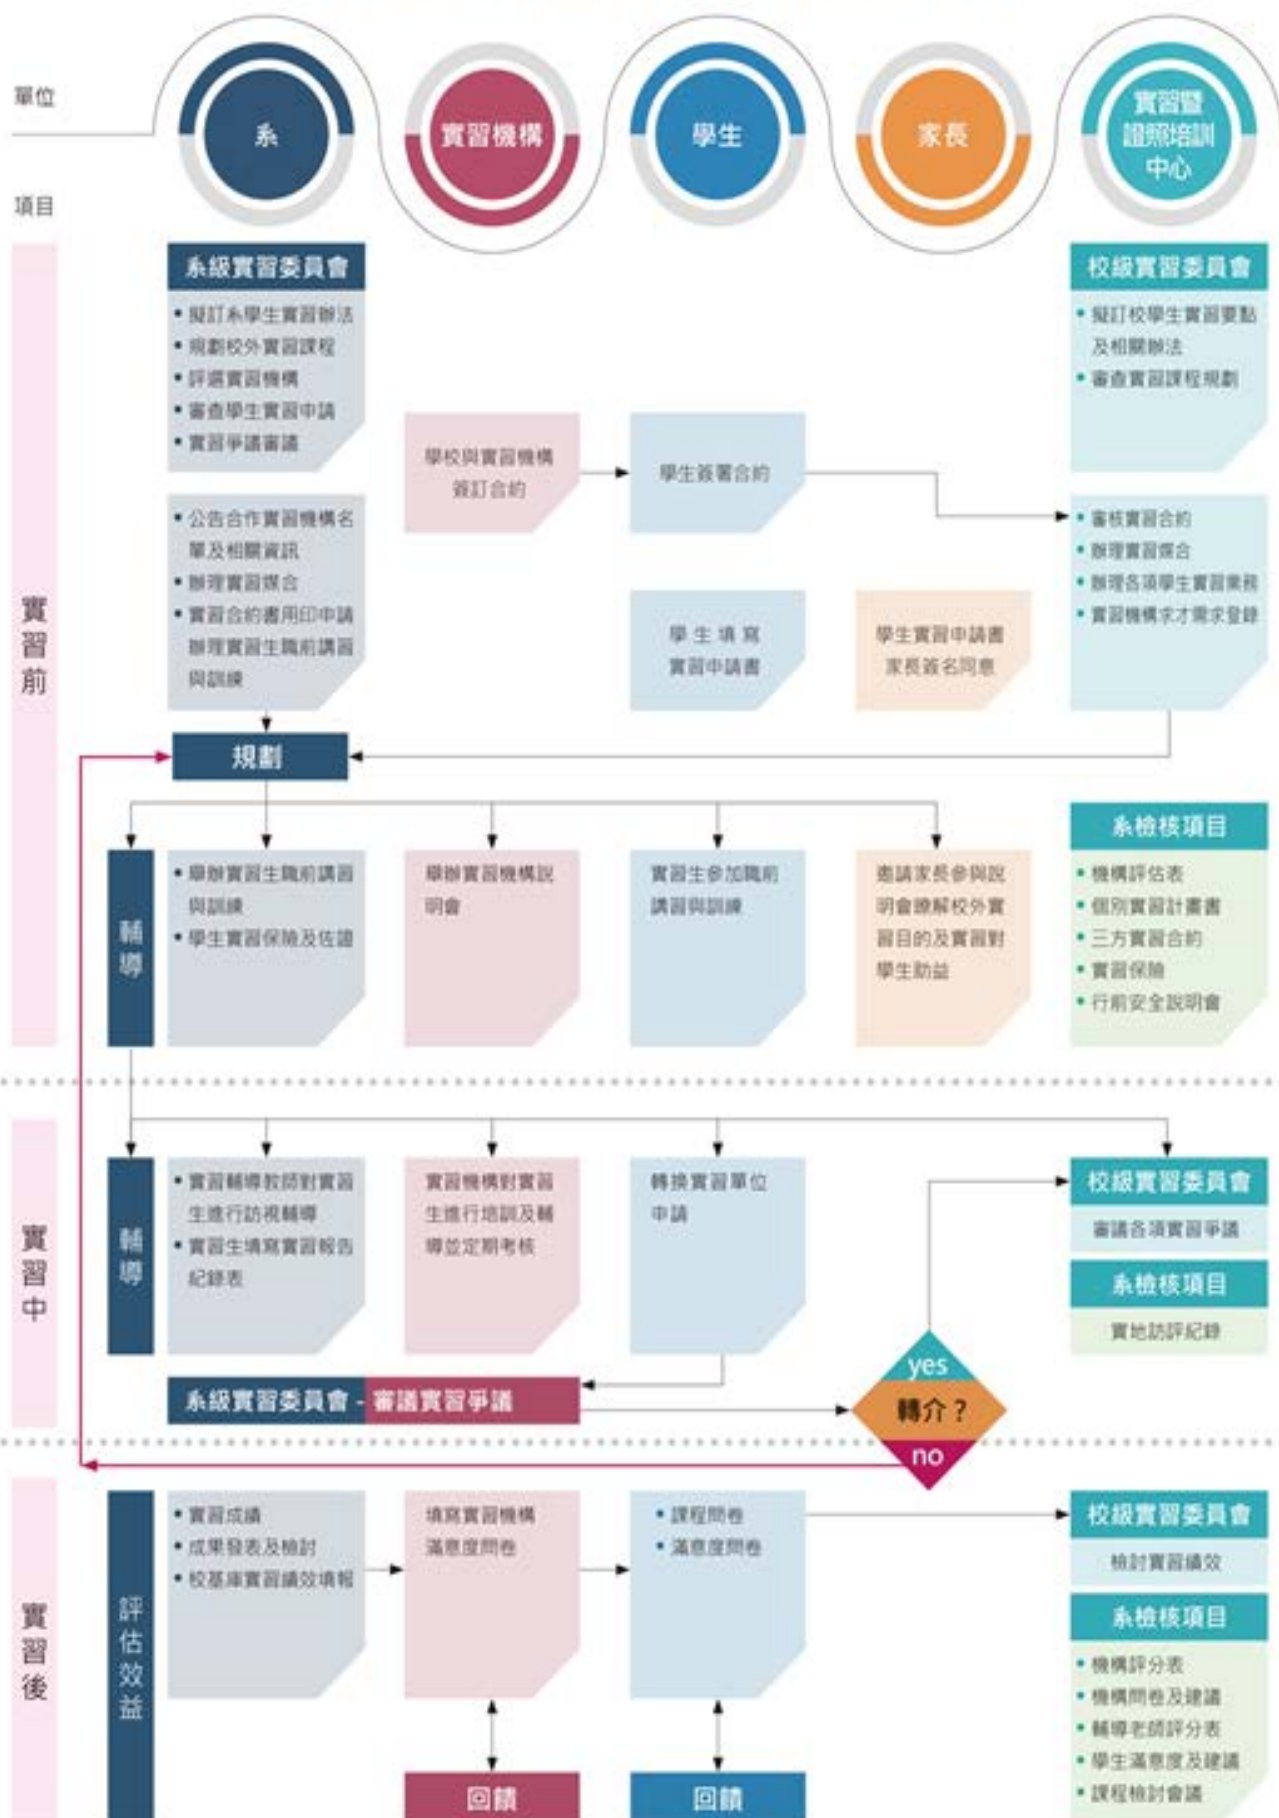 單位
系
實習機構
學生
家長
實習暨
證照培訓
中心
項目
實習前
系級實習委員會
• 擬訂系學生實習辦法
• 規劃校外實習課程
• 評選實習機構
• 審查學生實習申請
• 實習爭議審議
校級實習委員會
• 擬訂校學生實習要點
及相關辦法
• 審查實習課程規劃
學校與實習機構
簽訂合約
學生簽署合約
• 公告合作實習機構名
單及相關資訊
• 辦理實習媒合
• 實習合約書用印申請
辦理實習生職前講習
與訓練
學生填寫
實習申請書
學生實習申請書
家長簽名同意
• 審核實習合約
• 辦理實習媒合
• 辦理各項學生實習業務
• 實習機構求才需求登錄
規劃
輔導
• 舉辦實習生職前講習
與訓練
• 學生實習保險及佐證
舉辦實習機構說
明會
實習生參加職前
講習與訓練
邀請家長參與說
明會瞭解校外實
習目的及實習對
學生助益
系檢核項目
• 機構評估表
• 個別實習計畫書
• 三方實習合約
• 實習保險
• 行前安全說明會
實習中
輔導
• 實習輔導教師對實習
生進行訪視輔導
• 實習生填寫實習報告
紀錄表
實習機構對實習
生進行培訓及輔
導並定期考核
轉換實習單位
申請
校級實習委員會
審議各項實習爭議
系檢核項目
實地訪評紀錄
系級實習委員會 - 審議實習爭議
yes
轉介？
no
實習後
評估效益
• 實習成績
• 成果發表及檢討
• 校基庫實習績效填報
填寫實習機構
滿意度問卷
• 課程問卷
• 滿意度問卷
校級實習委員會
檢討實習績效
系檢核項目
• 機構評分表
• 機構問卷及建議
• 輔導老師評分表
• 學生滿意度及建議
• 課程檢討會議
回饋
回饋